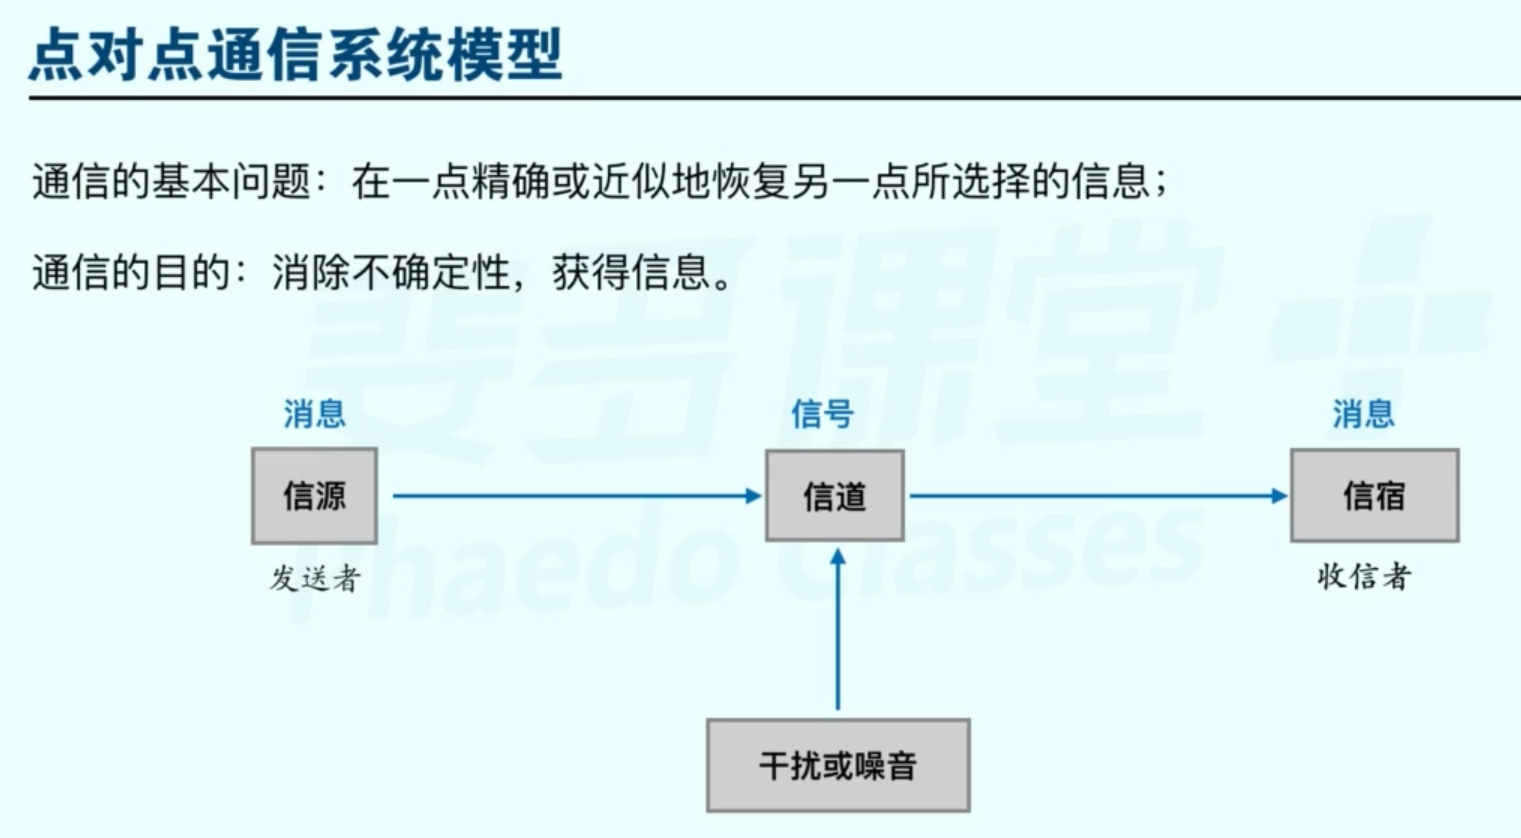 点对点通信系统模型
通信的基本问题：在一点精确或近似地恢复另一点所选择的信息；
通信的目的：消除不确定性，获得信息。
斐多课堂
Phaedo Classes
消息
信号
消息
信源
信道
信宿
发送者
收信者
干扰或噪音